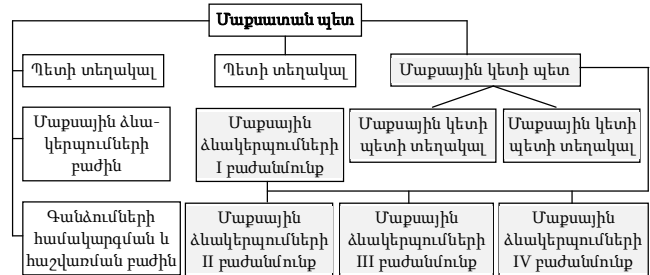 Մաքսատան պետ
Պետի տեղակալ
Պետի տեղակալ
Մաքսային կետի պետ
Մաքսային ձևա-
կերպումների
բաժին
Մաքսային
ձևակերպումների
I բաժանմունք
Մաքսային կետի
պետի տեղակալ
Մաքսային կետի
պետի տեղակալ
Գանձումների
համակարգման և
հաշվառման բաժին
Մաքսային
ձևակերպումների
II բաժանմունք
Մաքսային
ձևակերպումների
III բաժանմունք
Մաքսային
ձևակերպումների
IV բաժանմունք